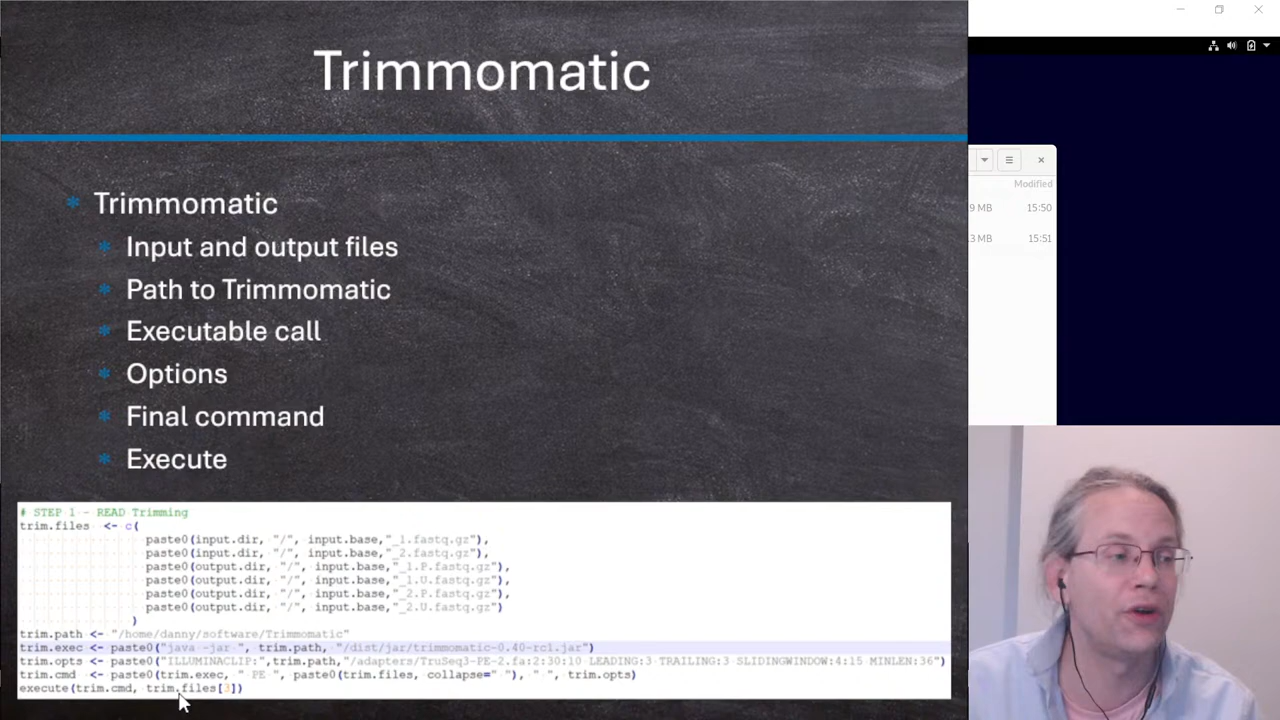 Trimmomatic
* Trimmomatic
* Input and output files
* Path to Trimmomatic
* Executable call
* Options
* Final command
* Execute
# STEP 1 - READ Trimming
trim.files <- c(
paste0(input.dir, "/", input.base,"_1.fastq.gz"),
paste0(input.dir, "/", input.base,"_2.fastq.gz"),
paste0(output.dir, "/", input.base,"_1.P.fastq.gz"),
paste0(output.dir, "/", input.base,"_1.U.fastq.gz"),
paste0(output.dir, "/", input.base,"_2.P.fastq.gz"),
paste0(output.dir, "/", input.base,"_2.U.fastq.gz")
)
trim.path <- "/home/danny/software/Trimmomatic"
trim.exec <- paste0("java -jar ", trim.path, "/dist/jar/trimmomatic-0.40-rc1.jar")
trim.opts <- paste0("ILLUMINACLIP:",trim.path,"/adapters/TruSeq3-PE-2.fa:2:30:10 LEADING:3 TRAILING:3 SLIDINGWINDOW:4:15 MINLEN:36")
trim.cmd <- paste0(trim.exec, " PE ", paste0(trim.files, collapse=" "), " ", trim.opts)
execute(trim.cmd, trim.files[3])
Modified
9 MB 15:50
3 MB 15:51